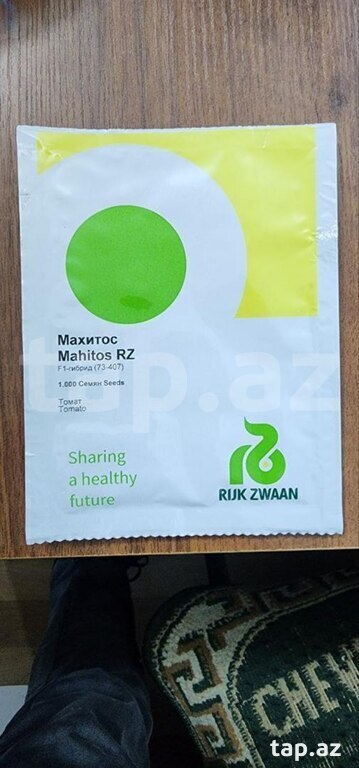 Махитос
Mahitos RZ
F1-гибрид (73-407)
1.000 Семян Seeds
Томат
Tomato
Sharing
a healthy
future
RIJK ZWAAN
tap.az
CHEW
tap.az